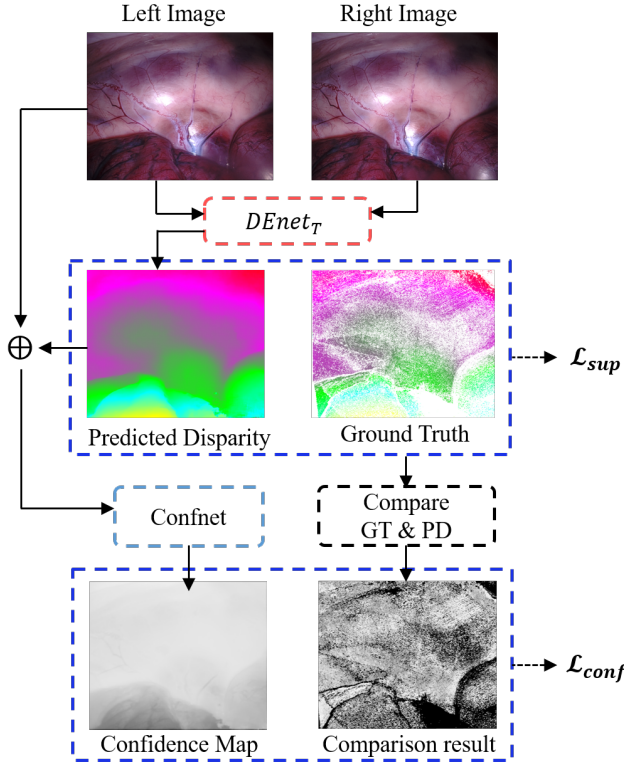 Left Image
Right Image
DEnet_T
ℒ_sup
Predicted Disparity
Ground Truth
Confnet
Compare
GT & PD
ℒ_conf
Confidence Map
Comparison result